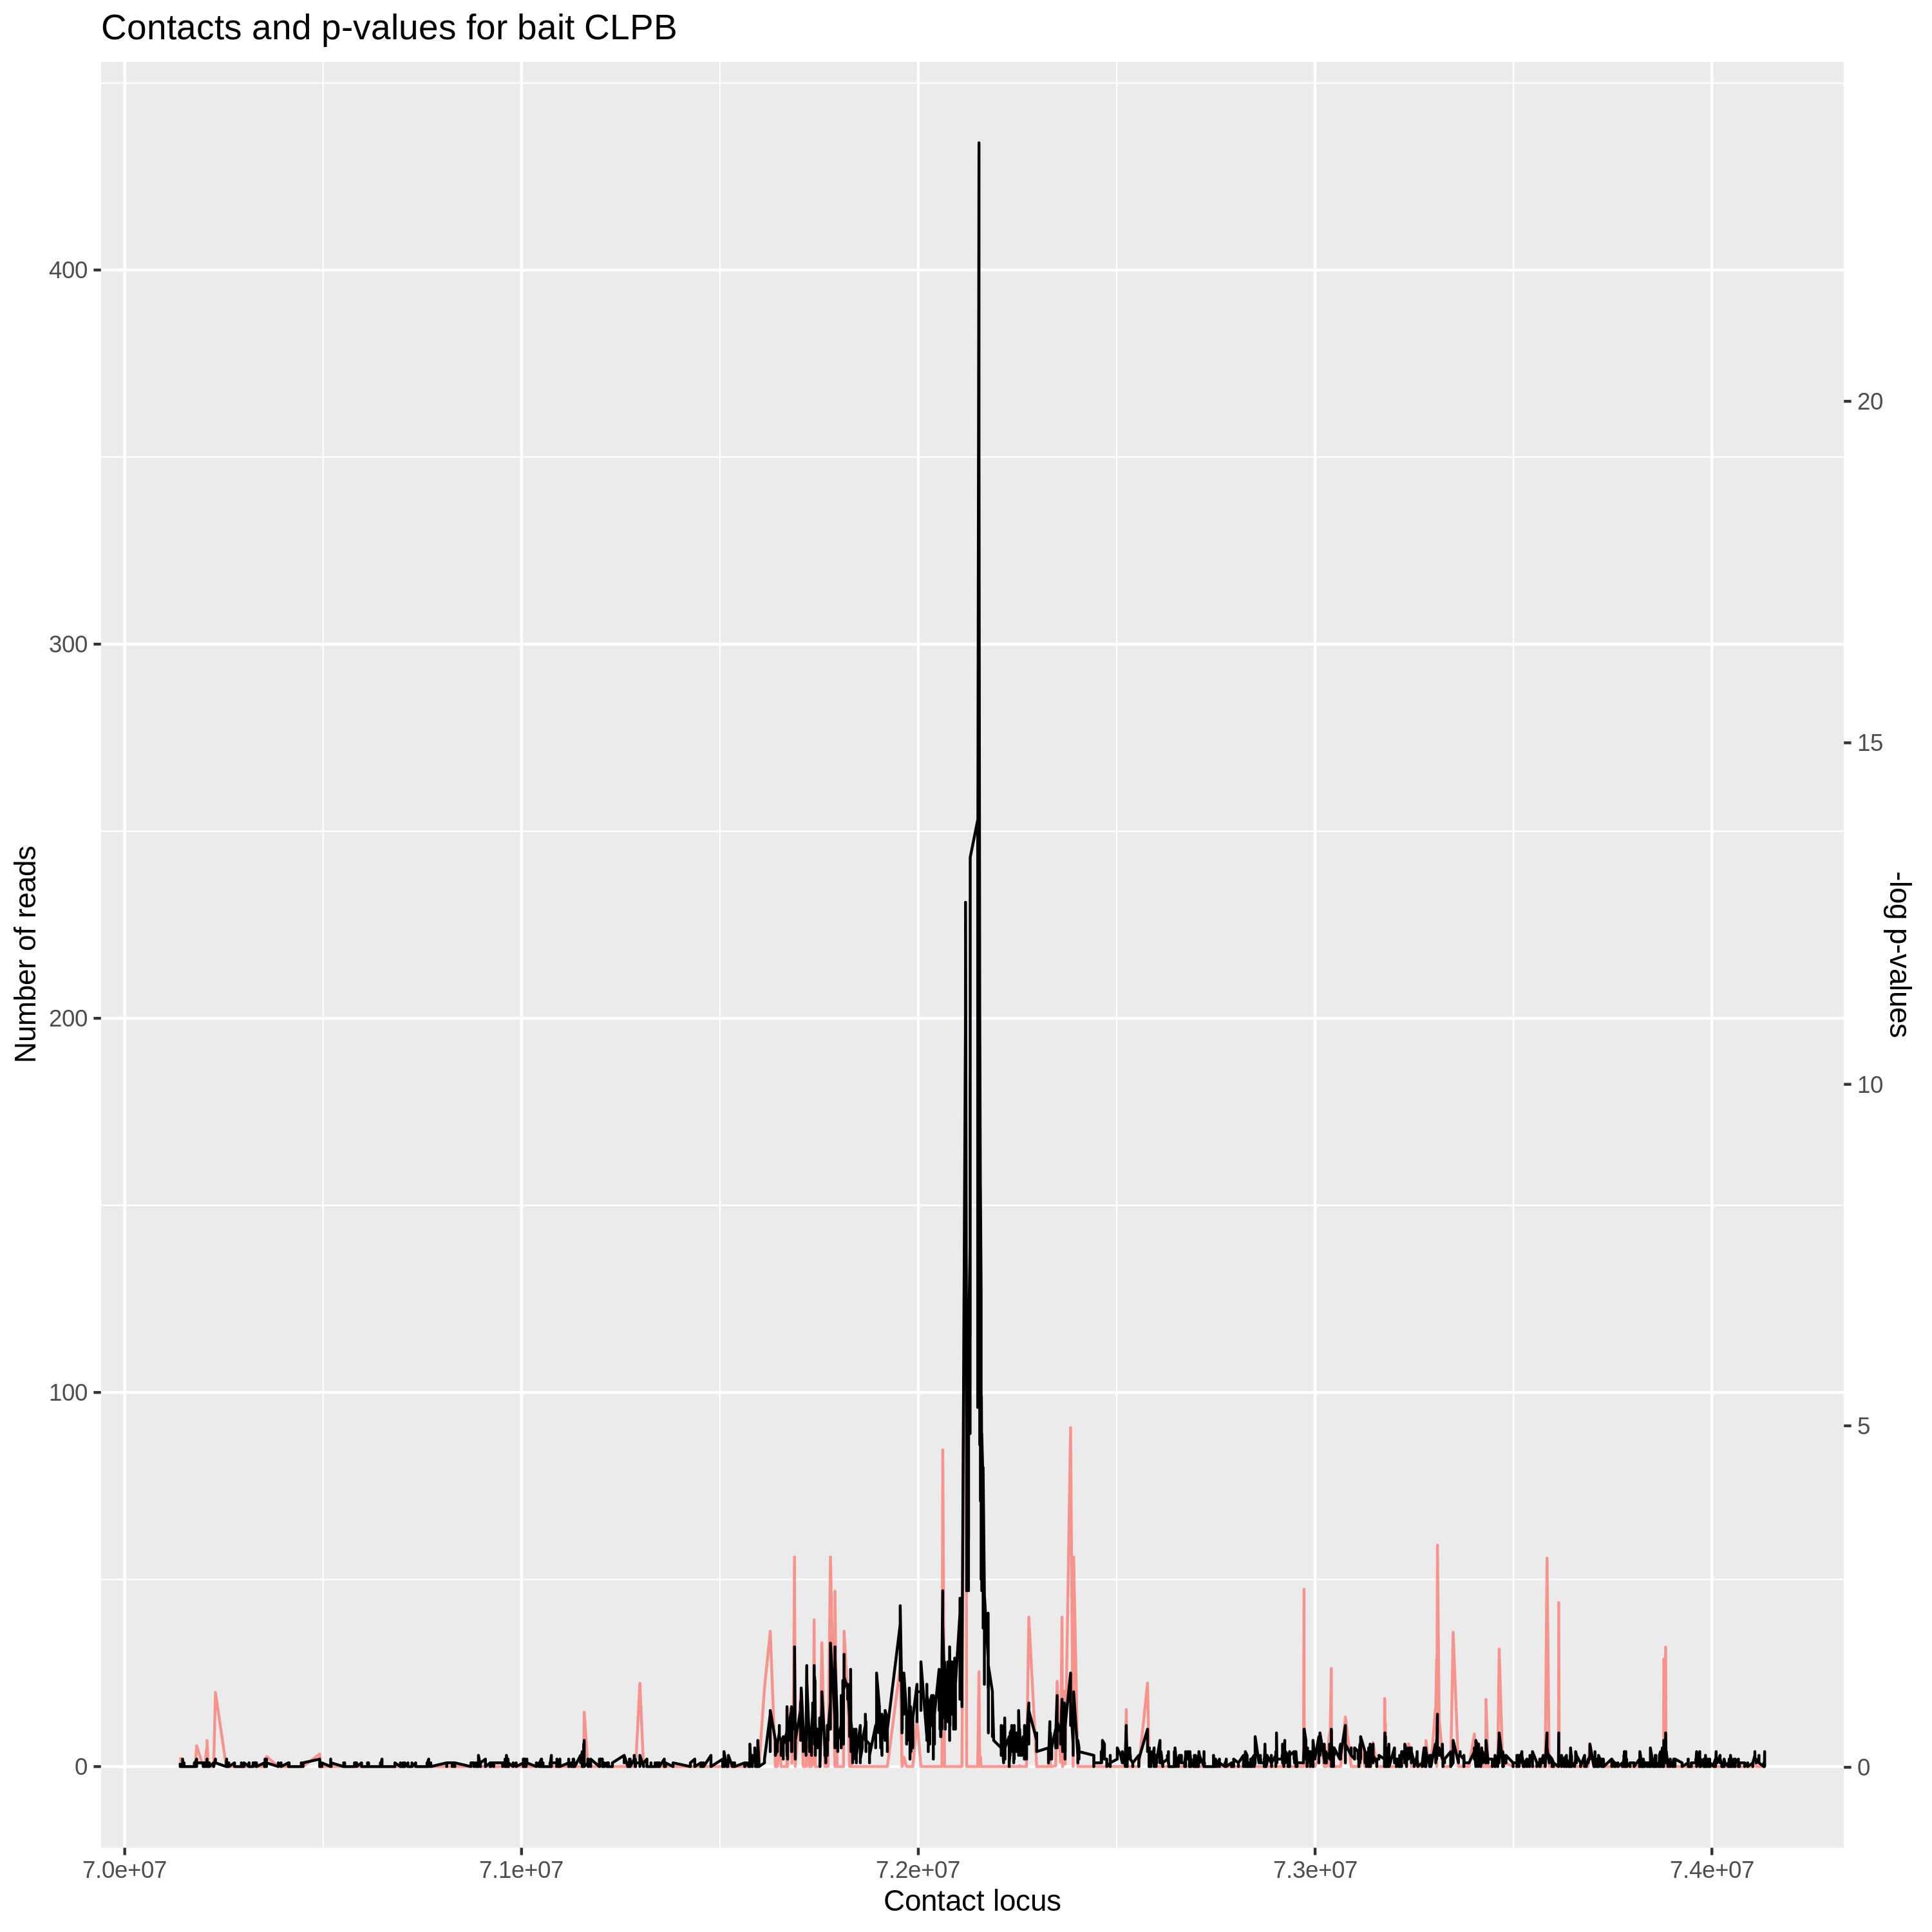 Contacts and p-values for bait CLPB
400
300
200
100
0
Number of reads
20
15
10
5
0
-log p-values
7.0e+07 7.1e+07 7.2e+07 7.3e+07 7.4e+07
Contact locus